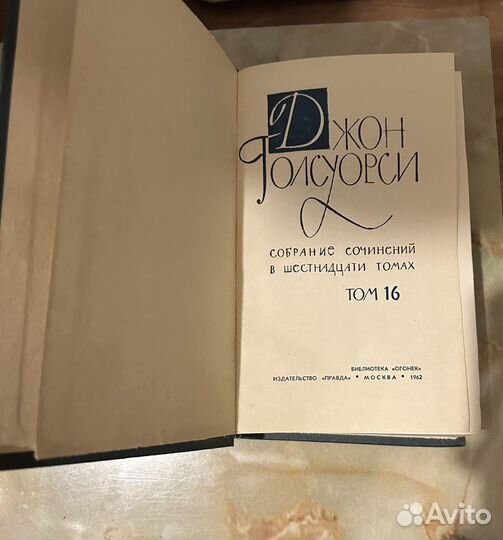 Джон
Голсуорси
СОБРАНИЕ СОЧИНЕНИЙ
В ШЕСТНАДЦАТИ ТОМАХ
ТОМ 16
БИБЛИОТЕКА «ОГОНЕК»
ИЗДАТЕЛЬСТВО «ПРАВДА» • МОСКВА • 1962
Avito